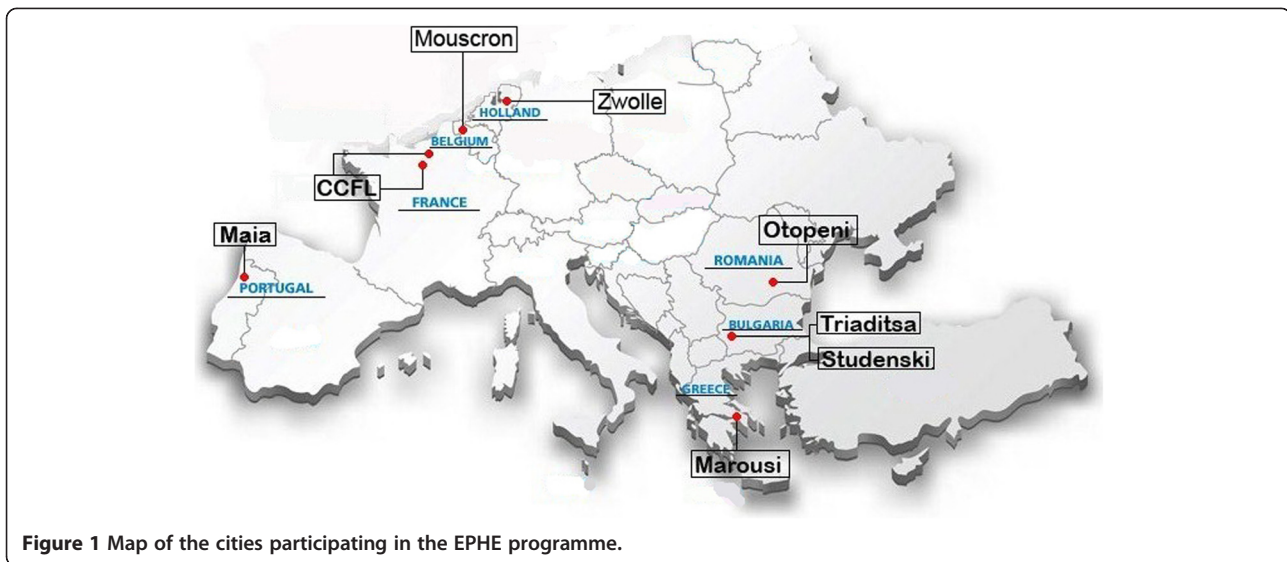 Mouscron
Zwolle
HOLLAND
BELGIUM
CCFL
FRANCE
Maia
PORTUGAL
Otopeni
ROMANIA
BULGARIA
Triaditsa
Studenski
GREECE
Marousi
Figure 1 Map of the cities participating in the EPHE programme.